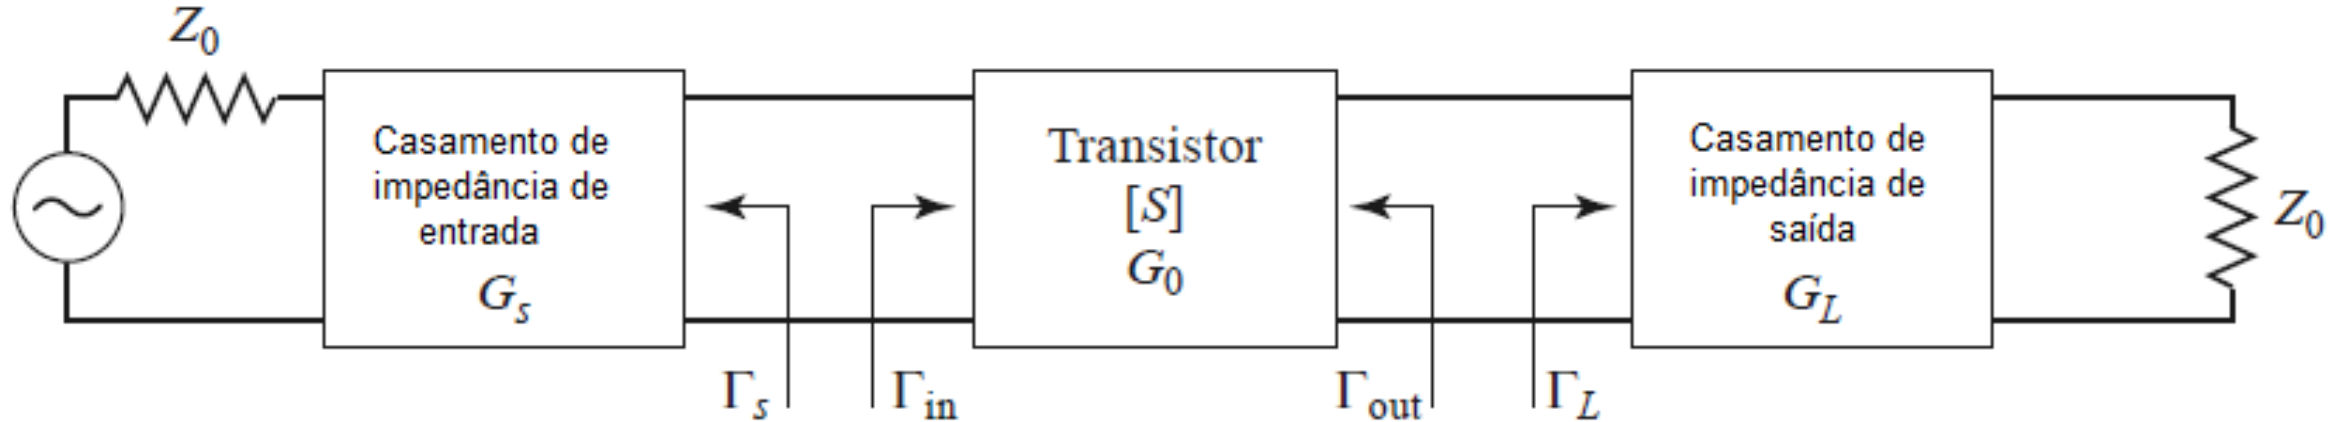 Z₀
Casamento de
impedância de
entrada
Gₛ
Γₛ
Γin
Transistor
[S]
G₀
Γout
ΓL
Casamento de
impedância de
saída
GL
Z₀